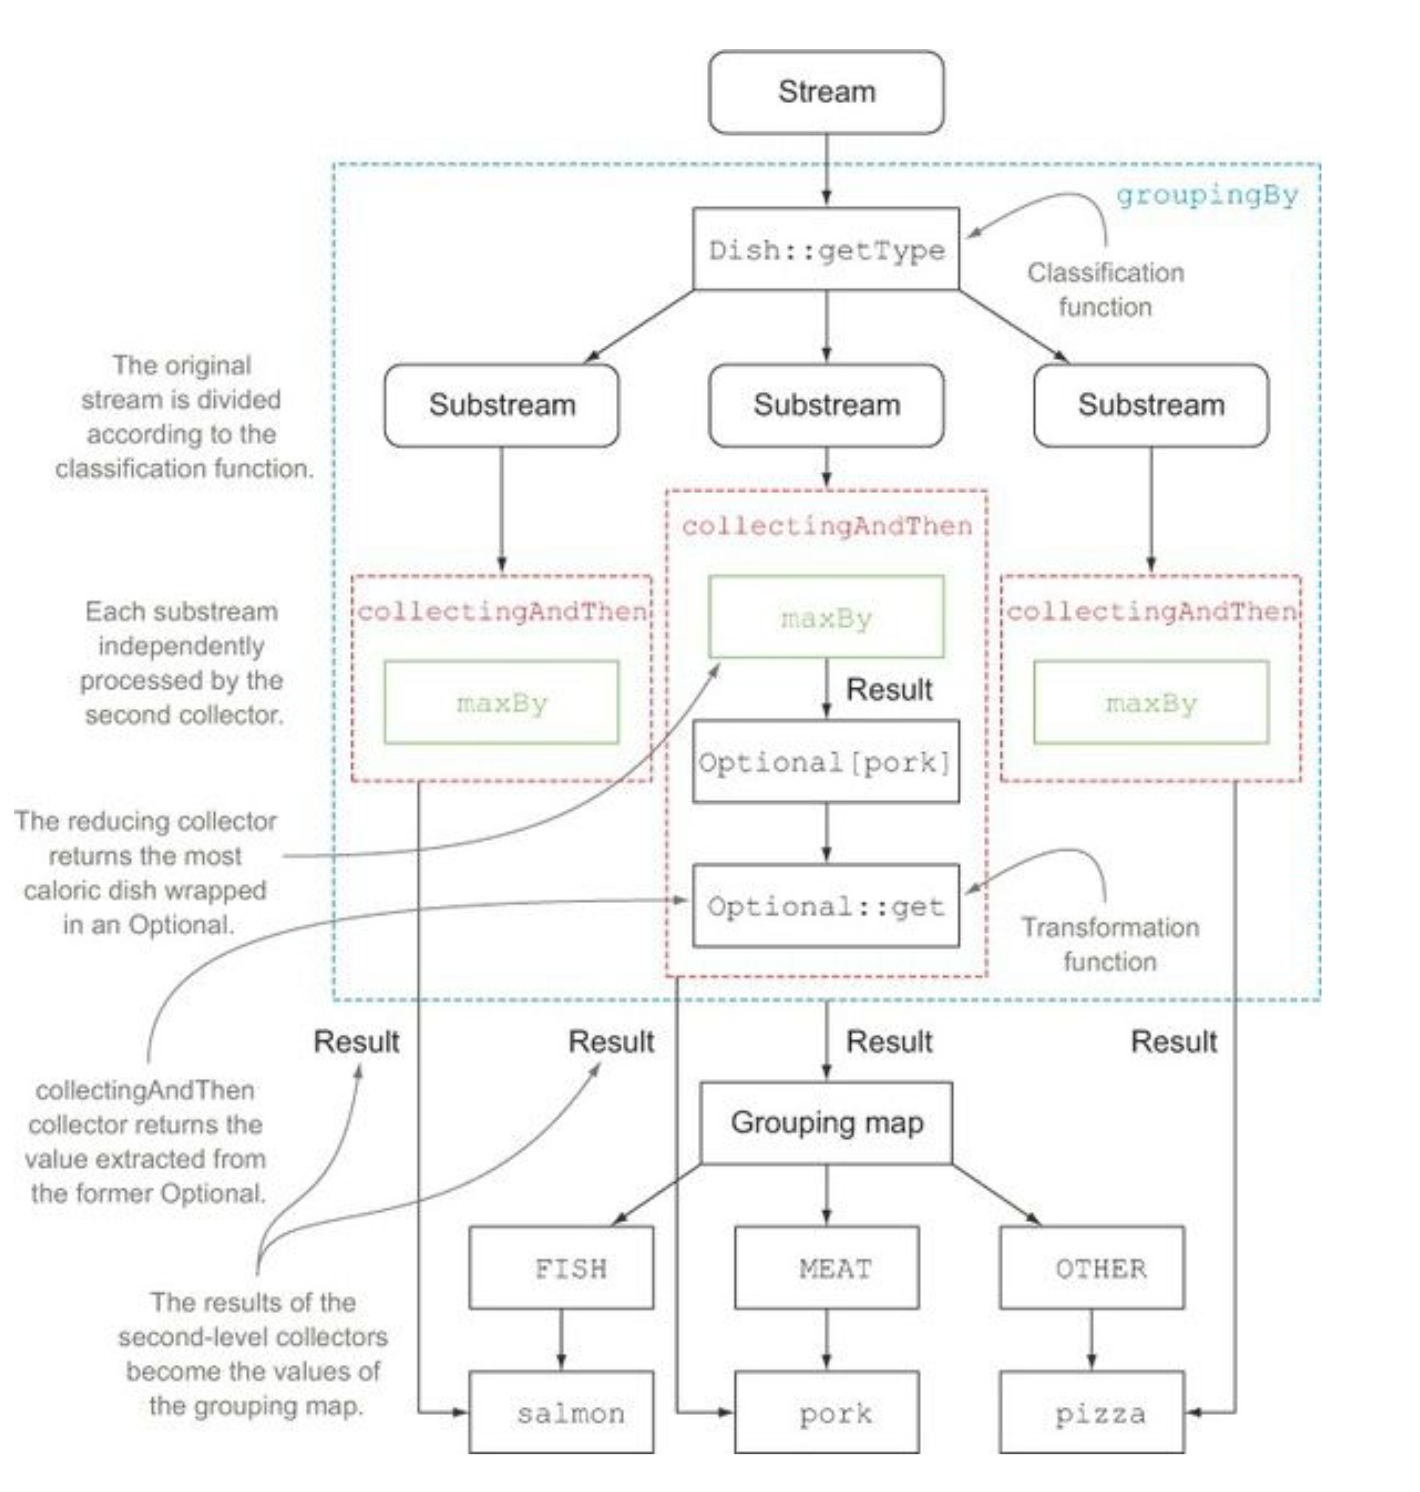 Stream
groupingBy
Dish::getType
Classification
function
The original
stream is divided
according to the
classification function.
Substream
Substream
Substream
collectingAndThen
maxBy
Result
Optional[pork]
Optional::get
collectingAndThen
maxBy
collectingAndThen
maxBy
Each substream
independently
processed by the
second collector.
The reducing collector
returns the most
caloric dish wrapped
in an Optional.
Transformation
function
Result
Result
Result
Result
collectingAndThen
collector returns the
value extracted from
the former Optional.
Grouping map
FISH
MEAT
OTHER
The results of the
second-level collectors
become the values of
the grouping map.
salmon
pork
pizza